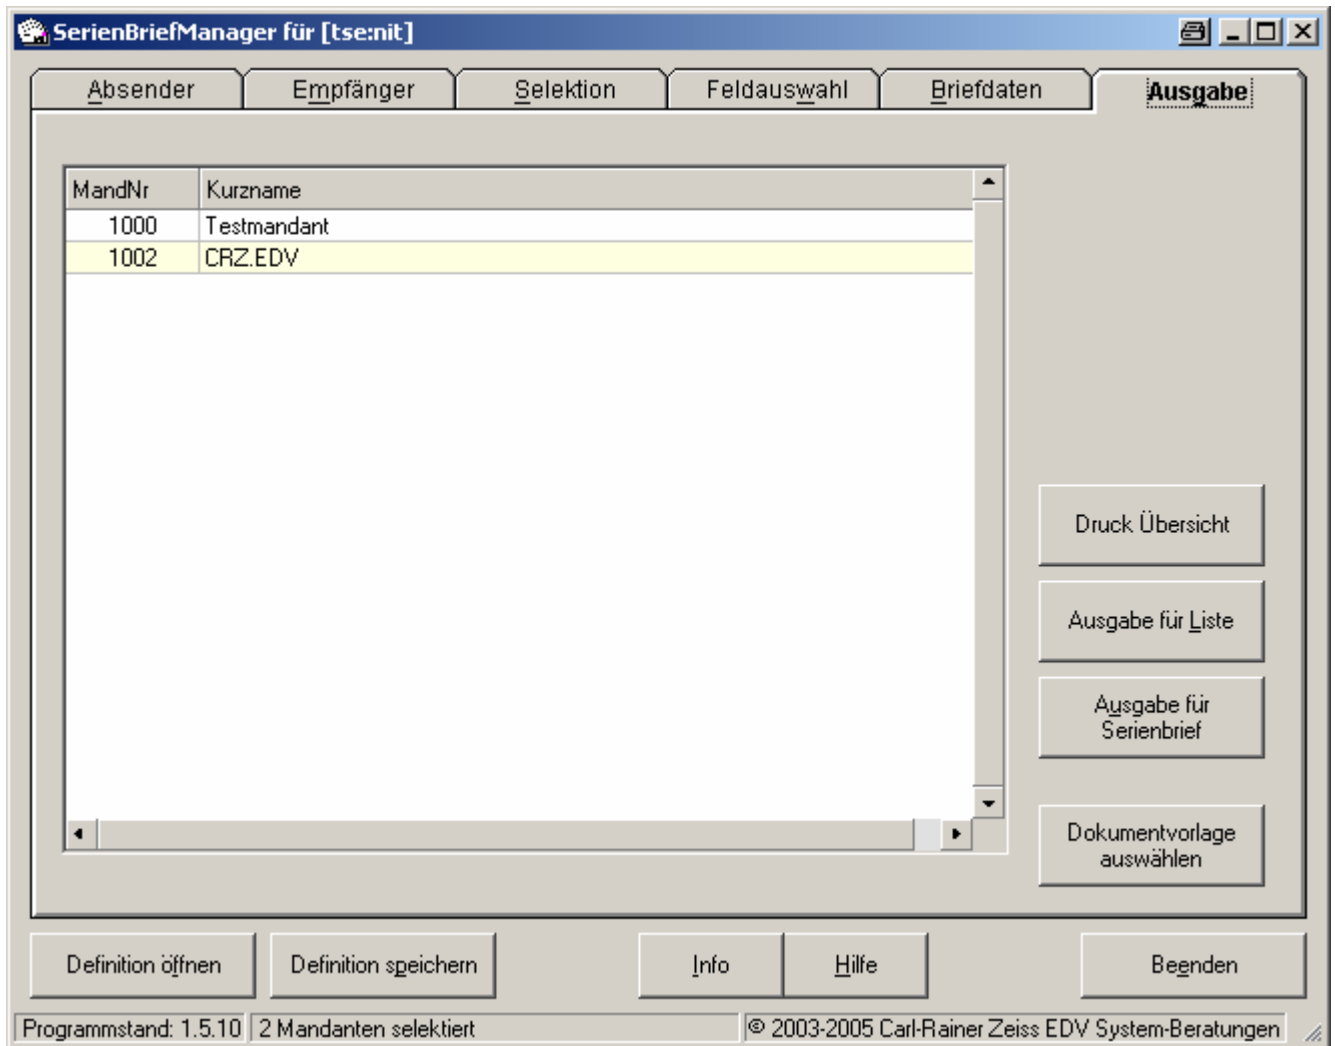 SerienBriefManager für [tse:nit]
Absender Empfänger Selektion Feldauswahl Briefdaten Ausgabe
MandNr Kurzname
1000 Testmandant
1002 CRZ.EDV
Druck Übersicht
Ausgabe für Liste
Ausgabe für
Serienbrief
Dokumentvorlage
auswählen
Definition öffnen Definition speichern Info Hilfe Beenden
Programmstand: 1.5.10 2 Mandanten selektiert © 2003-2005 Carl-Rainer Zeiss EDV System-Beratungen